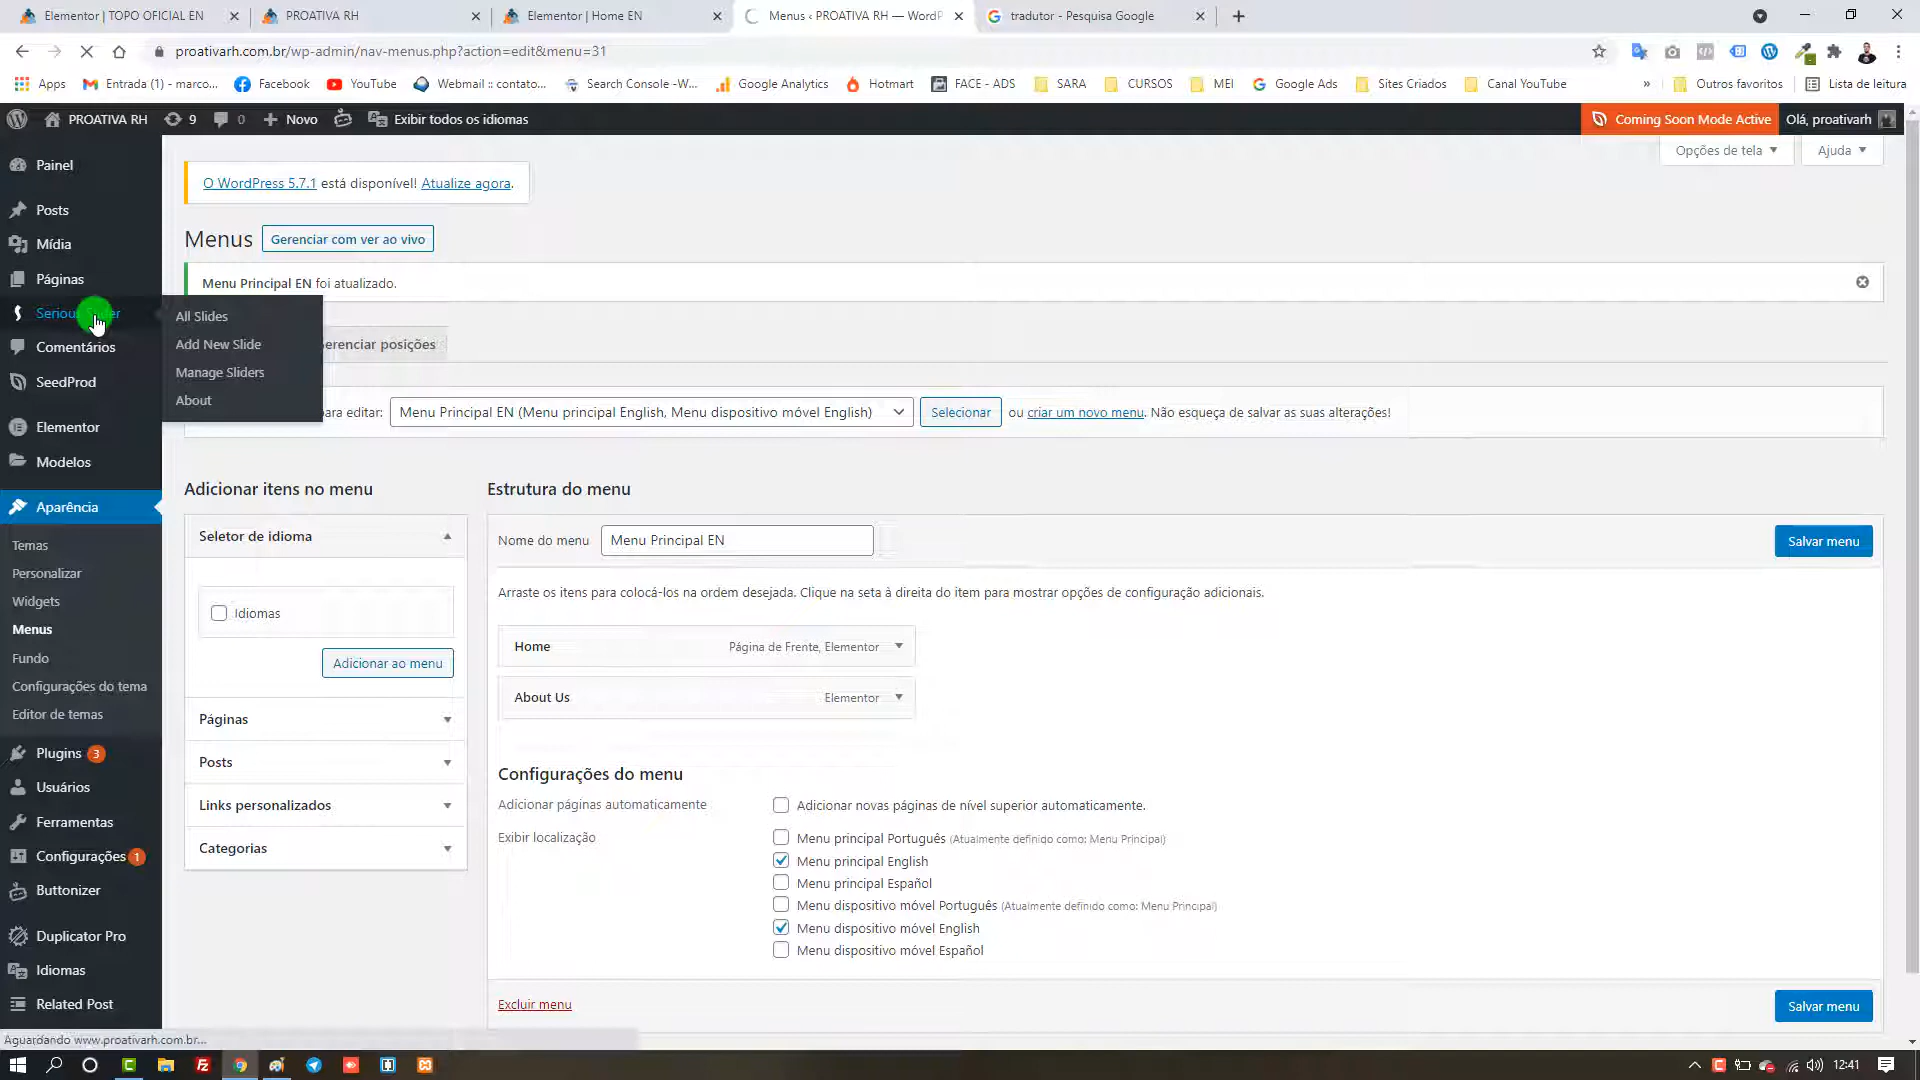 Elementor | TOPO OFICIAL EN
PROATIVA RH
Elementor | Home EN
Menus ‹ PROATIVA RH — WordP
tradutor - Pesquisa Google
proativarh.com.br/wp-admin/nav-menus.php?action=edit&menu=31
Apps
Entrada (1) - marco...
Facebook
YouTube
Webmail :: contato...
Search Console -W...
Google Analytics
Hotmart
FACE - ADS
SARA
CURSOS
MEI
Google Ads
Sites Criados
Canal YouTube
»
Outros favoritos
Lista de leitura
PROATIVA RH
9
0
Novo
Exibir todos os idiomas
Coming Soon Mode Active
Olá, proativarh
Opções de tela
Ajuda
Painel
Posts
Mídia
Páginas
Comentários
SeedProd
Elementor
Modelos
Aparência
Temas
Personalizar
Widgets
Menus
Fundo
Configurações do tema
Editor de temas
Plugins 3
Usuários
Ferramentas
Configurações 1
Buttonizer
Duplicator Pro
Idiomas
Related Post
All Slides
Add New Slide
Manage Sliders
About
O WordPress 5.7.1 está disponível! Atualize agora.
Menus
Gerenciar com ver ao vivo
Menu Principal EN foi atualizado.
erenciar posições
para editar:
Menu Principal EN (Menu principal English, Menu dispositivo móvel English)
Selecionar
ou criar um novo menu. Não esqueça de salvar as suas alterações!
Adicionar itens no menu
Seletor de idioma
Idiomas
Adicionar ao menu
Páginas
Posts
Links personalizados
Categorias
Estrutura do menu
Nome do menu
Menu Principal EN
Salvar menu
Arraste os itens para colocá-los na ordem desejada. Clique na seta à direita do item para mostrar opções de configuração adicionais.
Home
Página de Frente, Elementor
About Us
Elementor
Configurações do menu
Adicionar páginas automaticamente
Adicionar novas páginas de nível superior automaticamente.
Exibir localização
Menu principal Português (Atualmente definido como: Menu Principal)
Menu principal English
Menu principal Español
Menu dispositivo móvel Português (Atualmente definido como: Menu Principal)
Menu dispositivo móvel English
Menu dispositivo móvel Español
Excluir menu
Salvar menu
Aguardando www.proativarh.com.br...
12:41